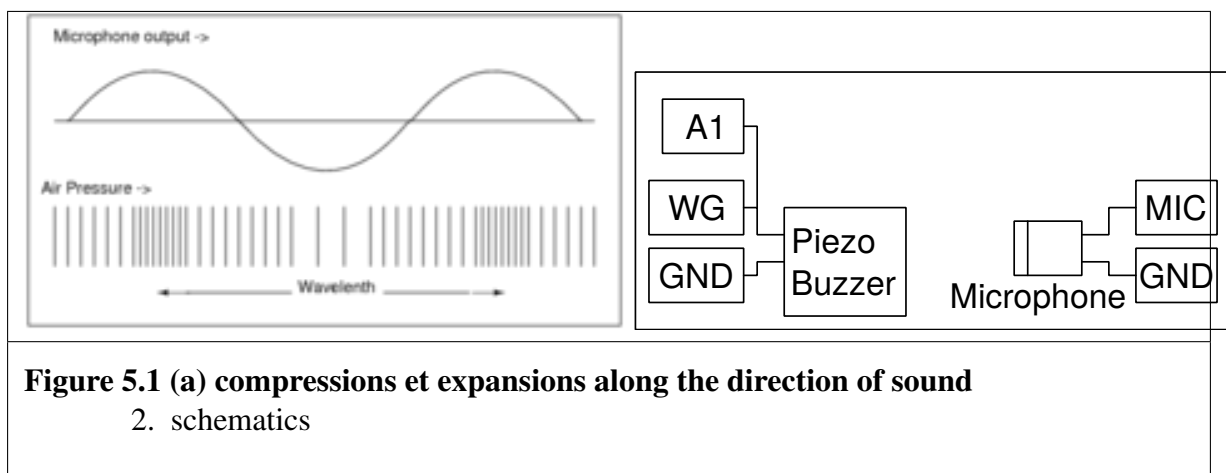 Microphone output ->
Air Pressure ->
Wavelenth
A1
WG
GND
Piezo
Buzzer
Microphone
MIC
GND
Figure 5.1 (a) compressions et expansions along the direction of sound
2. schematics